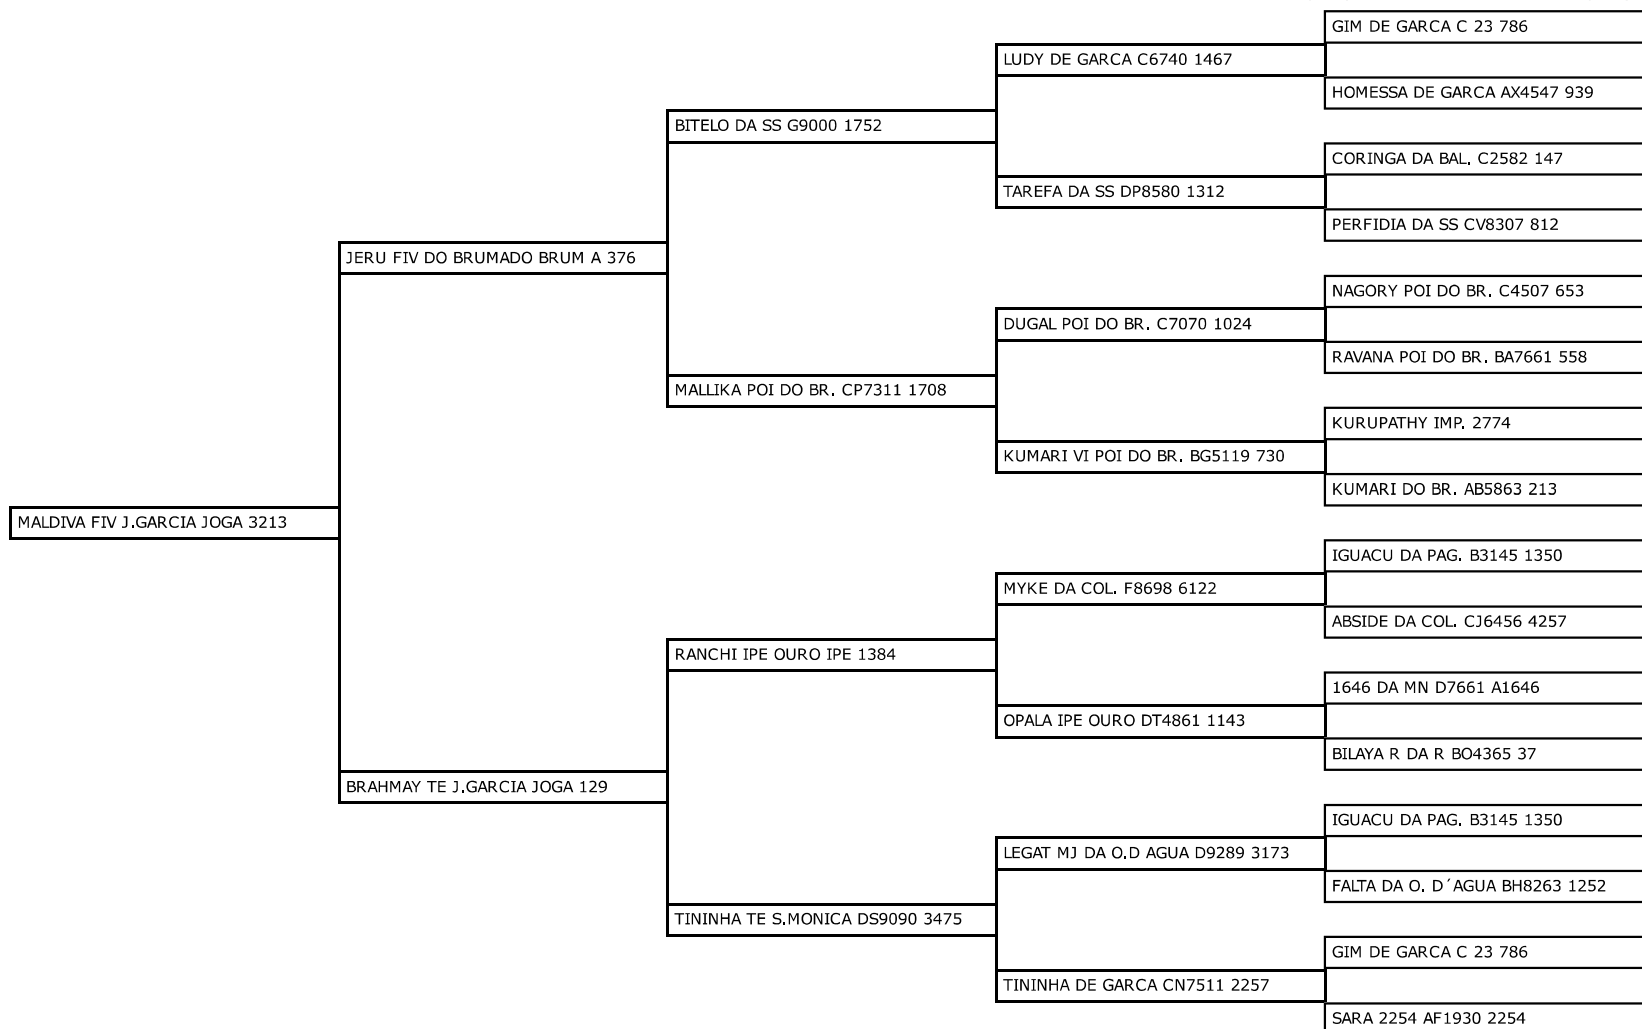 GIM DE GARCA C 23 786
LUDY DE GARCA C6740 1467
HOMESSA DE GARCA AX4547 939
BITELO DA SS G9000 1752
CORINGA DA BAL. C2582 147
TAREFA DA SS DP8580 1312
PERFIDIA DA SS CV8307 812
JERU FIV DO BRUMADO BRUM A 376
NAGORY POI DO BR. C4507 653
DUGAL POI DO BR. C7070 1024
RAVANA POI DO BR. BA7661 558
MALLIKA POI DO BR. CP7311 1708
KURUPATHY IMP. 2774
KUMARI VI POI DO BR. BG5119 730
KUMARI DO BR. AB5863 213
MALDIVA FIV J.GARCIA JOGA 3213
IGUACU DA PAG. B3145 1350
MYKE DA COL. F8698 6122
ABSIDE DA COL. CJ6456 4257
RANCHI IPE OURO IPE 1384
1646 DA MN D7661 A1646
OPALA IPE OURO DT4861 1143
BILAYA R DA R BO4365 37
BRAHMAY TE J.GARCIA JOGA 129
IGUACU DA PAG. B3145 1350
LEGAT MJ DA O.D AGUA D9289 3173
FALTA DA O. D´AGUA BH8263 1252
TININHA TE S.MONICA DS9090 3475
GIM DE GARCA C 23 786
TININHA DE GARCA CN7511 2257
SARA 2254 AF1930 2254